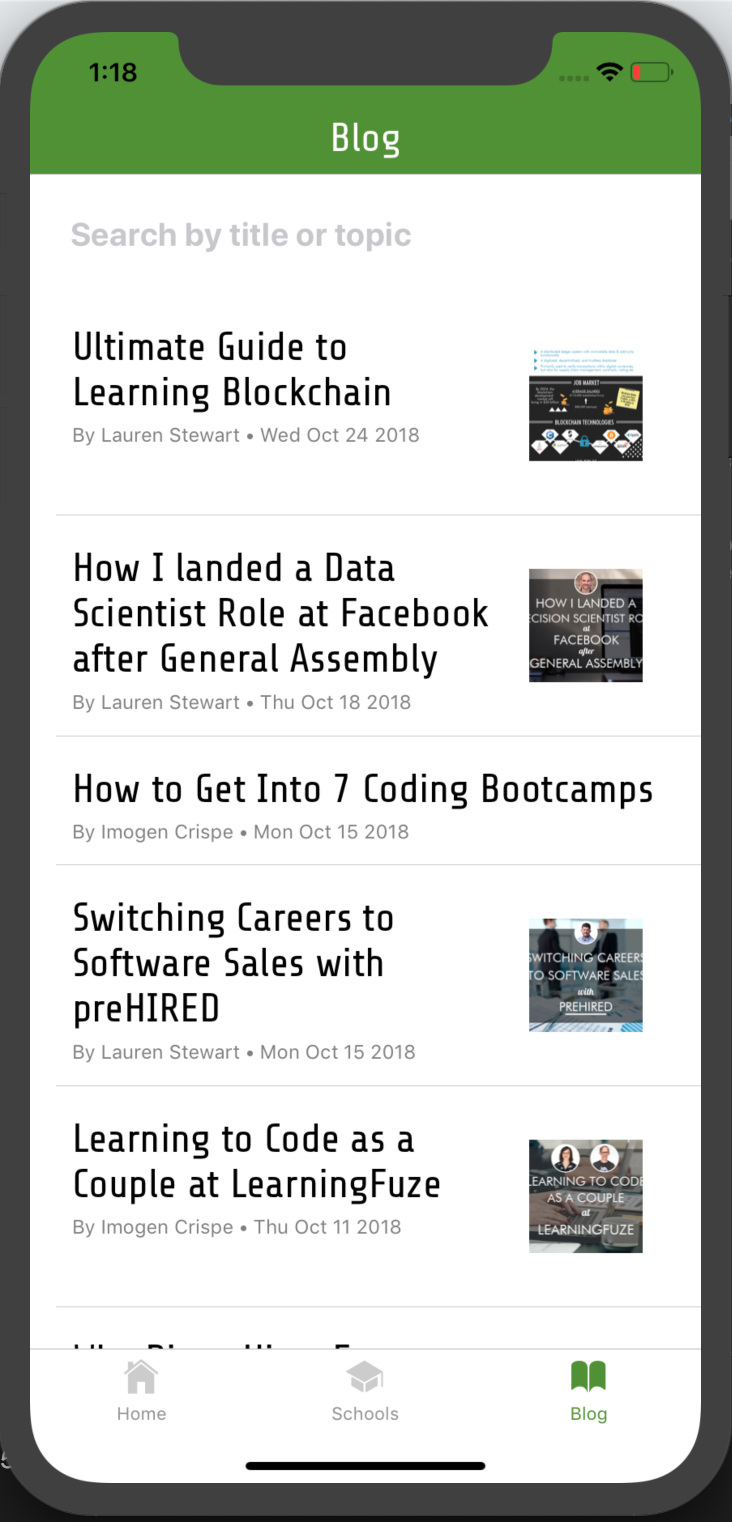 1:18
Blog
Search by title or topic
Ultimate Guide to
Learning Blockchain
By Lauren Stewart • Wed Oct 24 2018
JOB MARKET
BLOCKCHAIN TECHNOLOGIES
How I landed a Data
Scientist Role at Facebook
after General Assembly
By Lauren Stewart • Thu Oct 18 2018
HOW I LANDED A
ECISION SCIENTIST RO
at
FACEBOOK
after
GENERAL ASSEMBLY
How to Get Into 7 Coding Bootcamps
By Imogen Crispe • Mon Oct 15 2018
Switching Careers to
Software Sales with
preHIRED
By Lauren Stewart • Mon Oct 15 2018
SWITCHING CAREERS
TO SOFTWARE SALES
with
PREHIRED
Learning to Code as a
Couple at LearningFuze
By Imogen Crispe • Thu Oct 11 2018
LEARNING TO CODE
AS A COUPLE
at
LEARNINGFUZE
Home
Schools
Blog